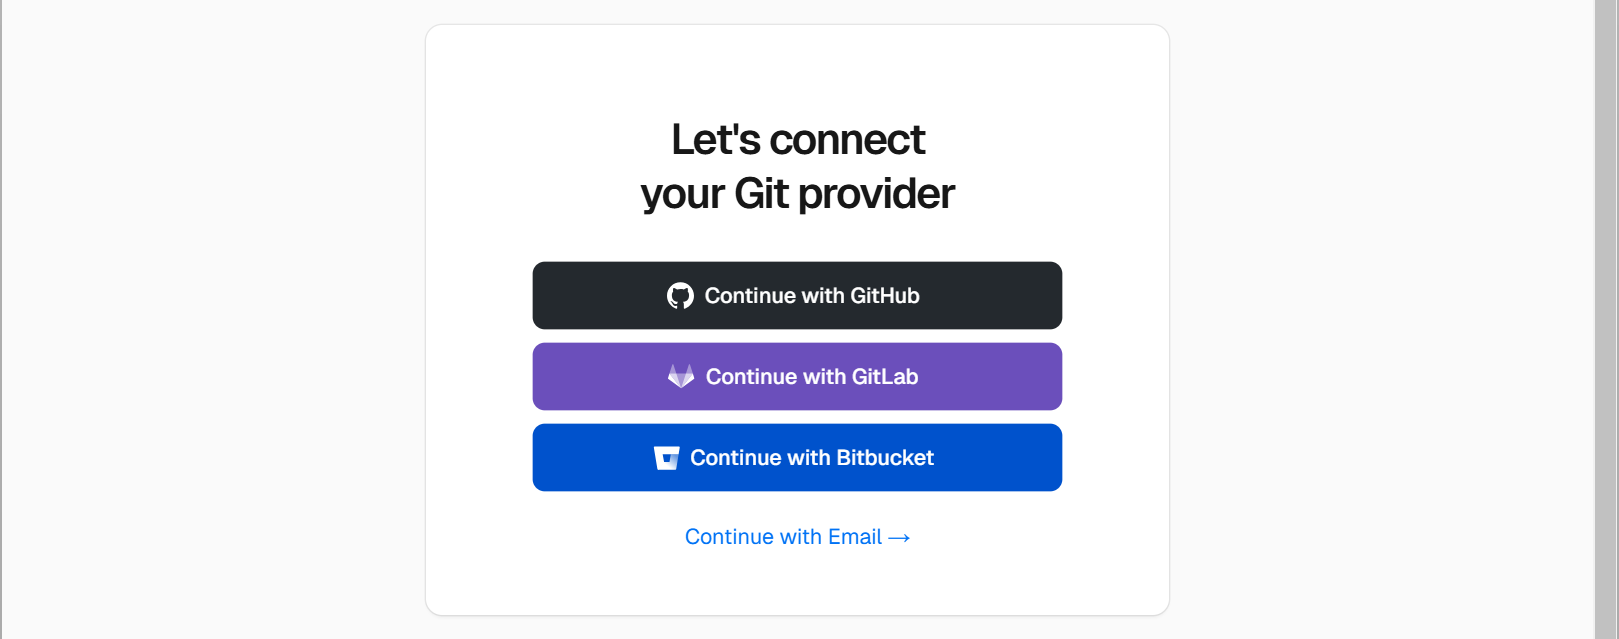 Let's connect
your Git provider
Continue with GitHub
Continue with GitLab
Continue with Bitbucket
Continue with Email →